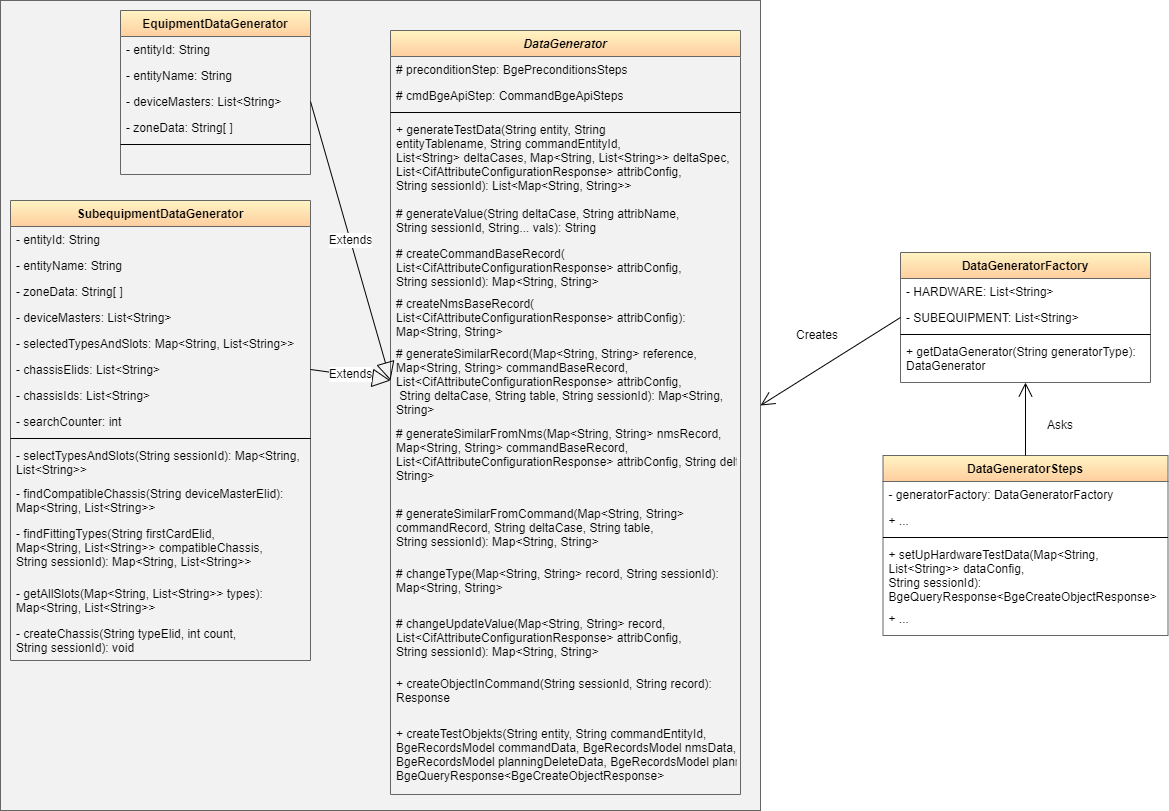 EquipmentDataGenerator
- entityId: String
- entityName: String
- deviceMasters: List<String>
- zoneData: String[ ]
SubequipmentDataGenerator
- entityId: String
- entityName: String
- zoneData: String[ ]
- deviceMasters: List<String>
- selectedTypesAndSlots: Map<String, List<String>>
- chassisElids: List<String>
- chassisIds: List<String>
- searchCounter: int
- selectTypesAndSlots(String sessionId): Map<String,
List<String>>
- findCompatibleChassis(String deviceMasterElid):
Map<String, List<String>>
- findFittingTypes(String firstCardElid,
Map<String, List<String>> compatibleChassis,
String sessionId): Map<String, List<String>>
- getAllSlots(Map<String, List<String>> types):
Map<String, List<String>>
- createChassis(String typeElid, int count,
String sessionId): void
Extends
Extends
DataGenerator
# preconditionStep: BgePreconditionsSteps
# cmdBgeApiStep: CommandBgeApiSteps
+ generateTestData(String entity, String
entityTablename, String commandEntityId,
List<String> deltaCases, Map<String, List<String>> deltaSpec,
List<CifAttributeConfigurationResponse> attribConfig,
String sessionId): List<Map<String, String>>
# generateValue(String deltaCase, String attribName,
String sessionId, String... vals): String
# createCommandBaseRecord(
List<CifAttributeConfigurationResponse> attribConfig,
String sessionId): Map<String, String>
# createNmsBaseRecord(
List<CifAttributeConfigurationResponse> attribConfig):
Map<String, String>
# generateSimilarRecord(Map<String, String> reference,
Map<String, String> commandBaseRecord,
List<CifAttributeConfigurationResponse> attribConfig,
String deltaCase, String table, String sessionId): Map<String,
String>
# generateSimilarFromNms(Map<String, String> nmsRecord,
Map<String, String> commandBaseRecord,
List<CifAttributeConfigurationResponse> attribConfig, String del
String>
# generateSimilarFromCommand(Map<String, String>
commandRecord, String deltaCase, String table,
String sessionId): Map<String, String>
# changeType(Map<String, String> record, String sessionId):
Map<String, String>
# changeUpdateValue(Map<String, String> record,
List<CifAttributeConfigurationResponse> attribConfig,
String sessionId): Map<String, String>
+ createObjectInCommand(String sessionId, String record):
Response
+ createTestObjekts(String entity, String commandEntityId,
BgeRecordsModel commandData, BgeRecordsModel nmsData,
BgeRecordsModel planningDeleteData, BgeRecordsModel plan
BgeQueryResponse<BgeCreateObjectResponse>
Creates
DataGeneratorFactory
- HARDWARE: List<String>
- SUBEQUIPMENT: List<String>
+ getDataGenerator(String generatorType):
DataGenerator
Asks
DataGeneratorSteps
- generatorFactory: DataGeneratorFactory
+ ...
+ setUpHardwareTestData(Map<String,
List<String>> dataConfig,
String sessionId):
BgeQueryResponse<BgeCreateObjectResponse>
+ ...